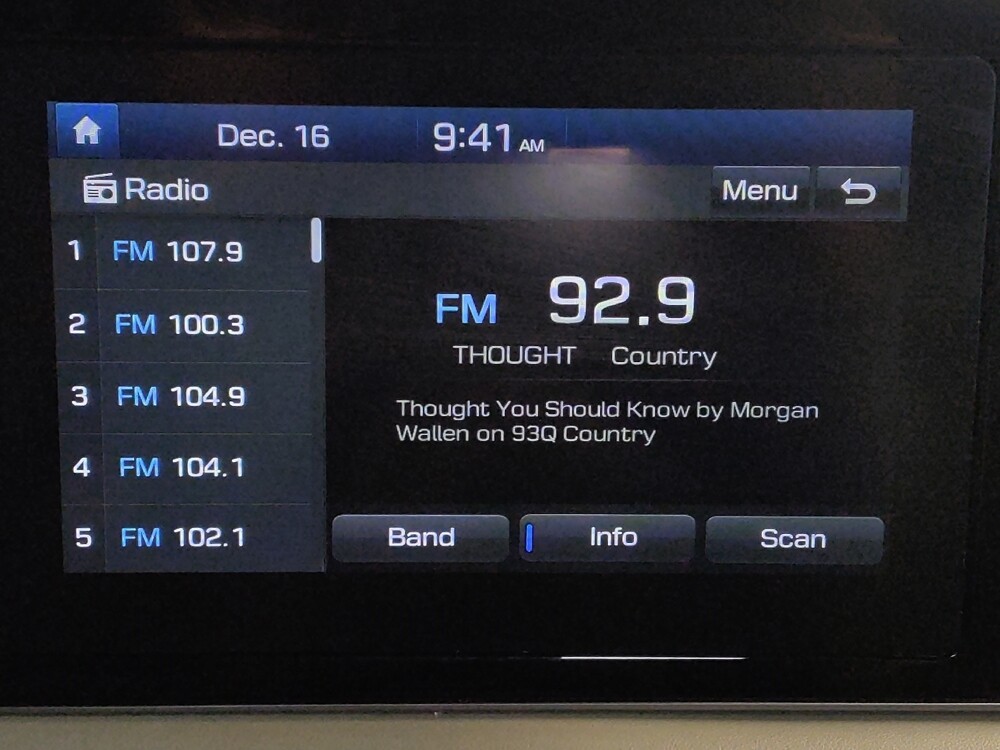 Dec. 16 9:41 AM
Radio Menu
1 FM 107.9
2 FM 100.3
3 FM 104.9
4 FM 104.1
5 FM 102.1
FM 92.9
THOUGHT Country
Thought You Should Know by Morgan
Wallen on 93Q Country
Band Info Scan